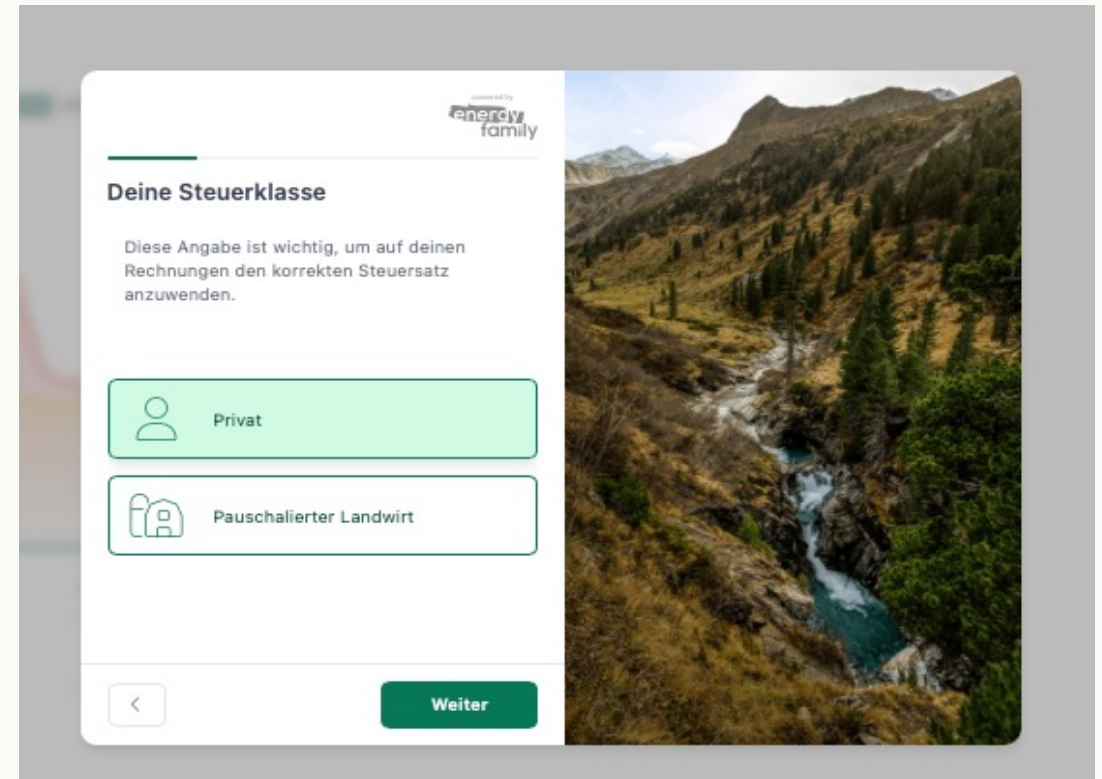 powered by
energy
family
Deine Steuerklasse
Diese Angabe ist wichtig, um auf deinen
Rechnungen den korrekten Steuersatz
anzuwenden.
Privat
Pauschalierter Landwirt
Weiter